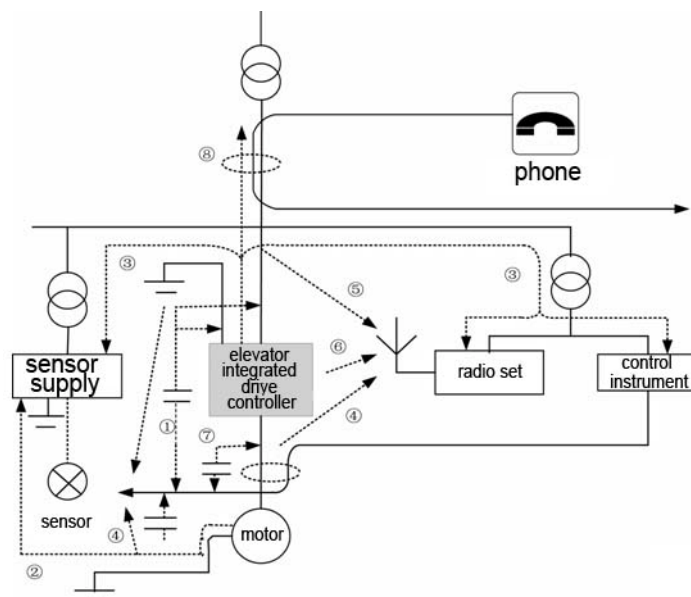 ⑧
phone
③
③
⑤
sensor
supply
elevator
integrated
drive
controller
⑥
radio set
control
instrument
①
⑦
④
sensor
④
motor
②